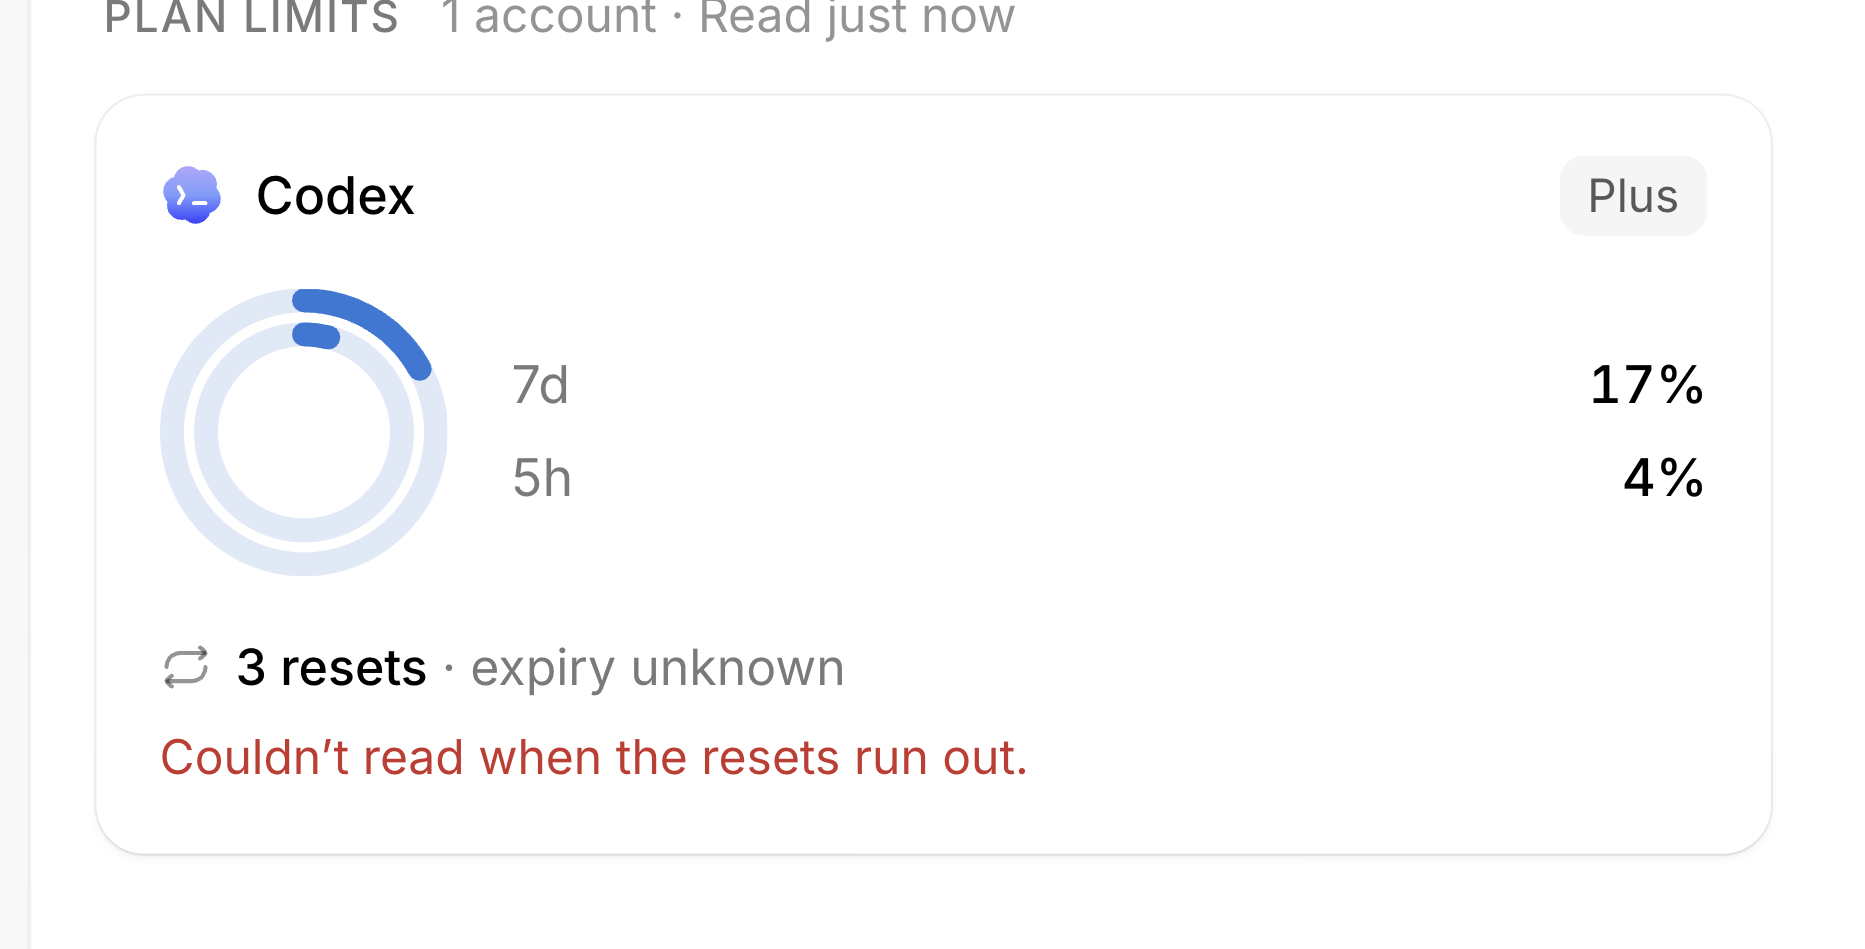 PLAN LIMITS 1 account · Read just now
Codex
Plus
7d 17%
5h 4%
3 resets · expiry unknown
Couldn’t read when the resets run out.